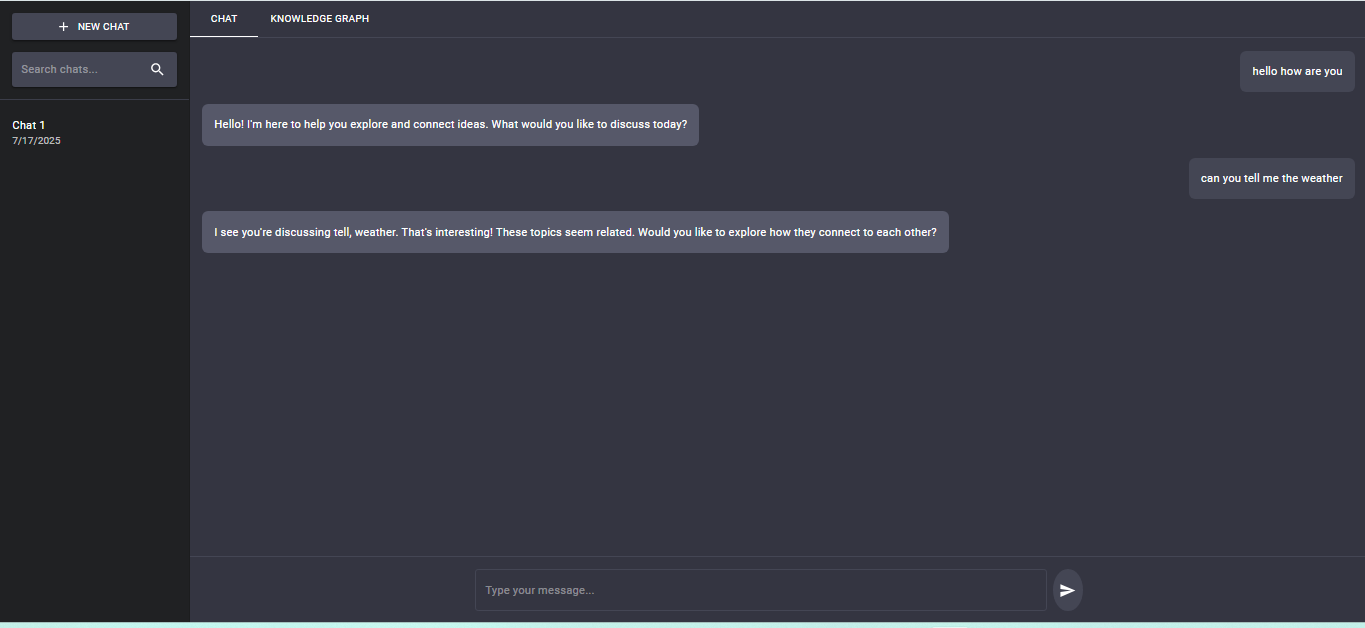 NEW CHAT
Search chats...
Chat 1
7/17/2025
CHAT
KNOWLEDGE GRAPH
hello how are you
Hello! I'm here to help you explore and connect ideas. What would you like to discuss today?
can you tell me the weather
I see you're discussing tell, weather. That's interesting! These topics seem related. Would you like to explore how they connect to each other?
Type your message...